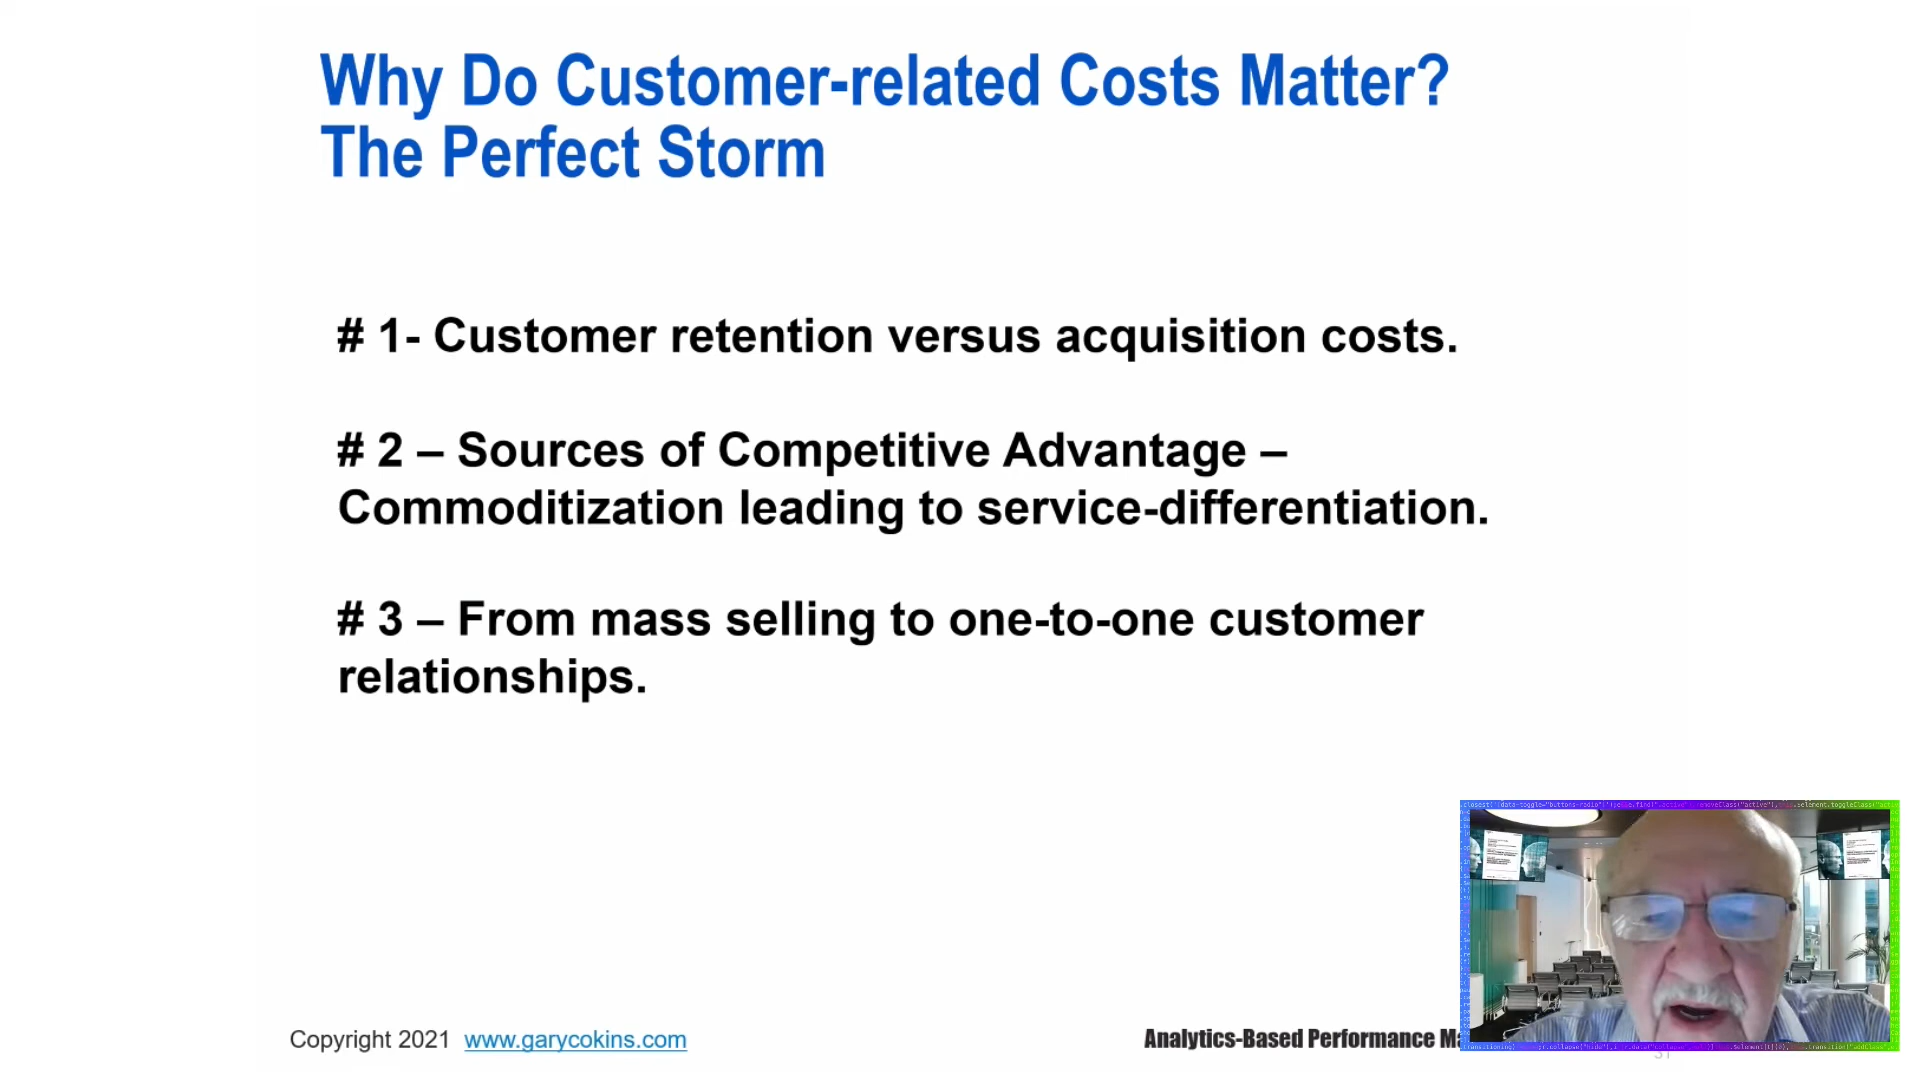 Why Do Customer-related Costs Matter?
The Perfect Storm
# 1- Customer retention versus acquisition costs.
# 2 – Sources of Competitive Advantage –
Commoditization leading to service-differentiation.
# 3 – From mass selling to one-to-one customer
relationships.
Copyright 2021 www.garycokins.com
Analytics-Based Performance